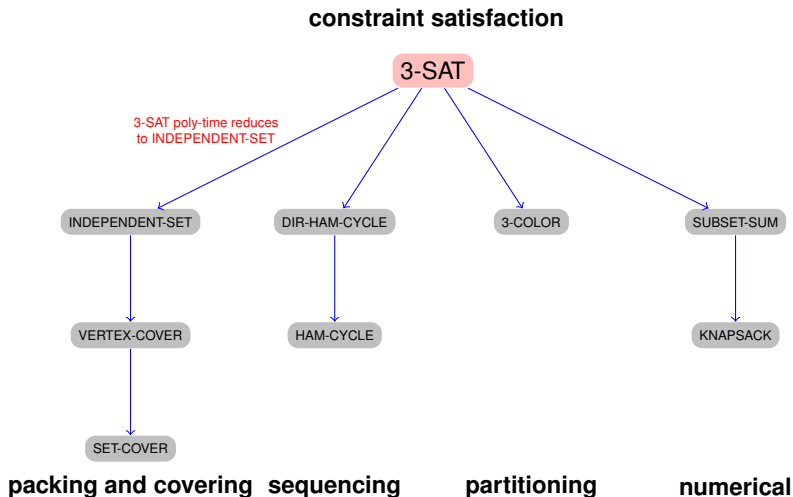 constraint satisfaction
3-SAT
3-SAT poly-time reduces
to INDEPENDENT-SET
INDEPENDENT-SET
DIR-HAM-CYCLE
3-COLOR
SUBSET-SUM
VERTEX-COVER
HAM-CYCLE
KNAPSACK
SET-COVER
packing and covering
sequencing
partitioning
numerical